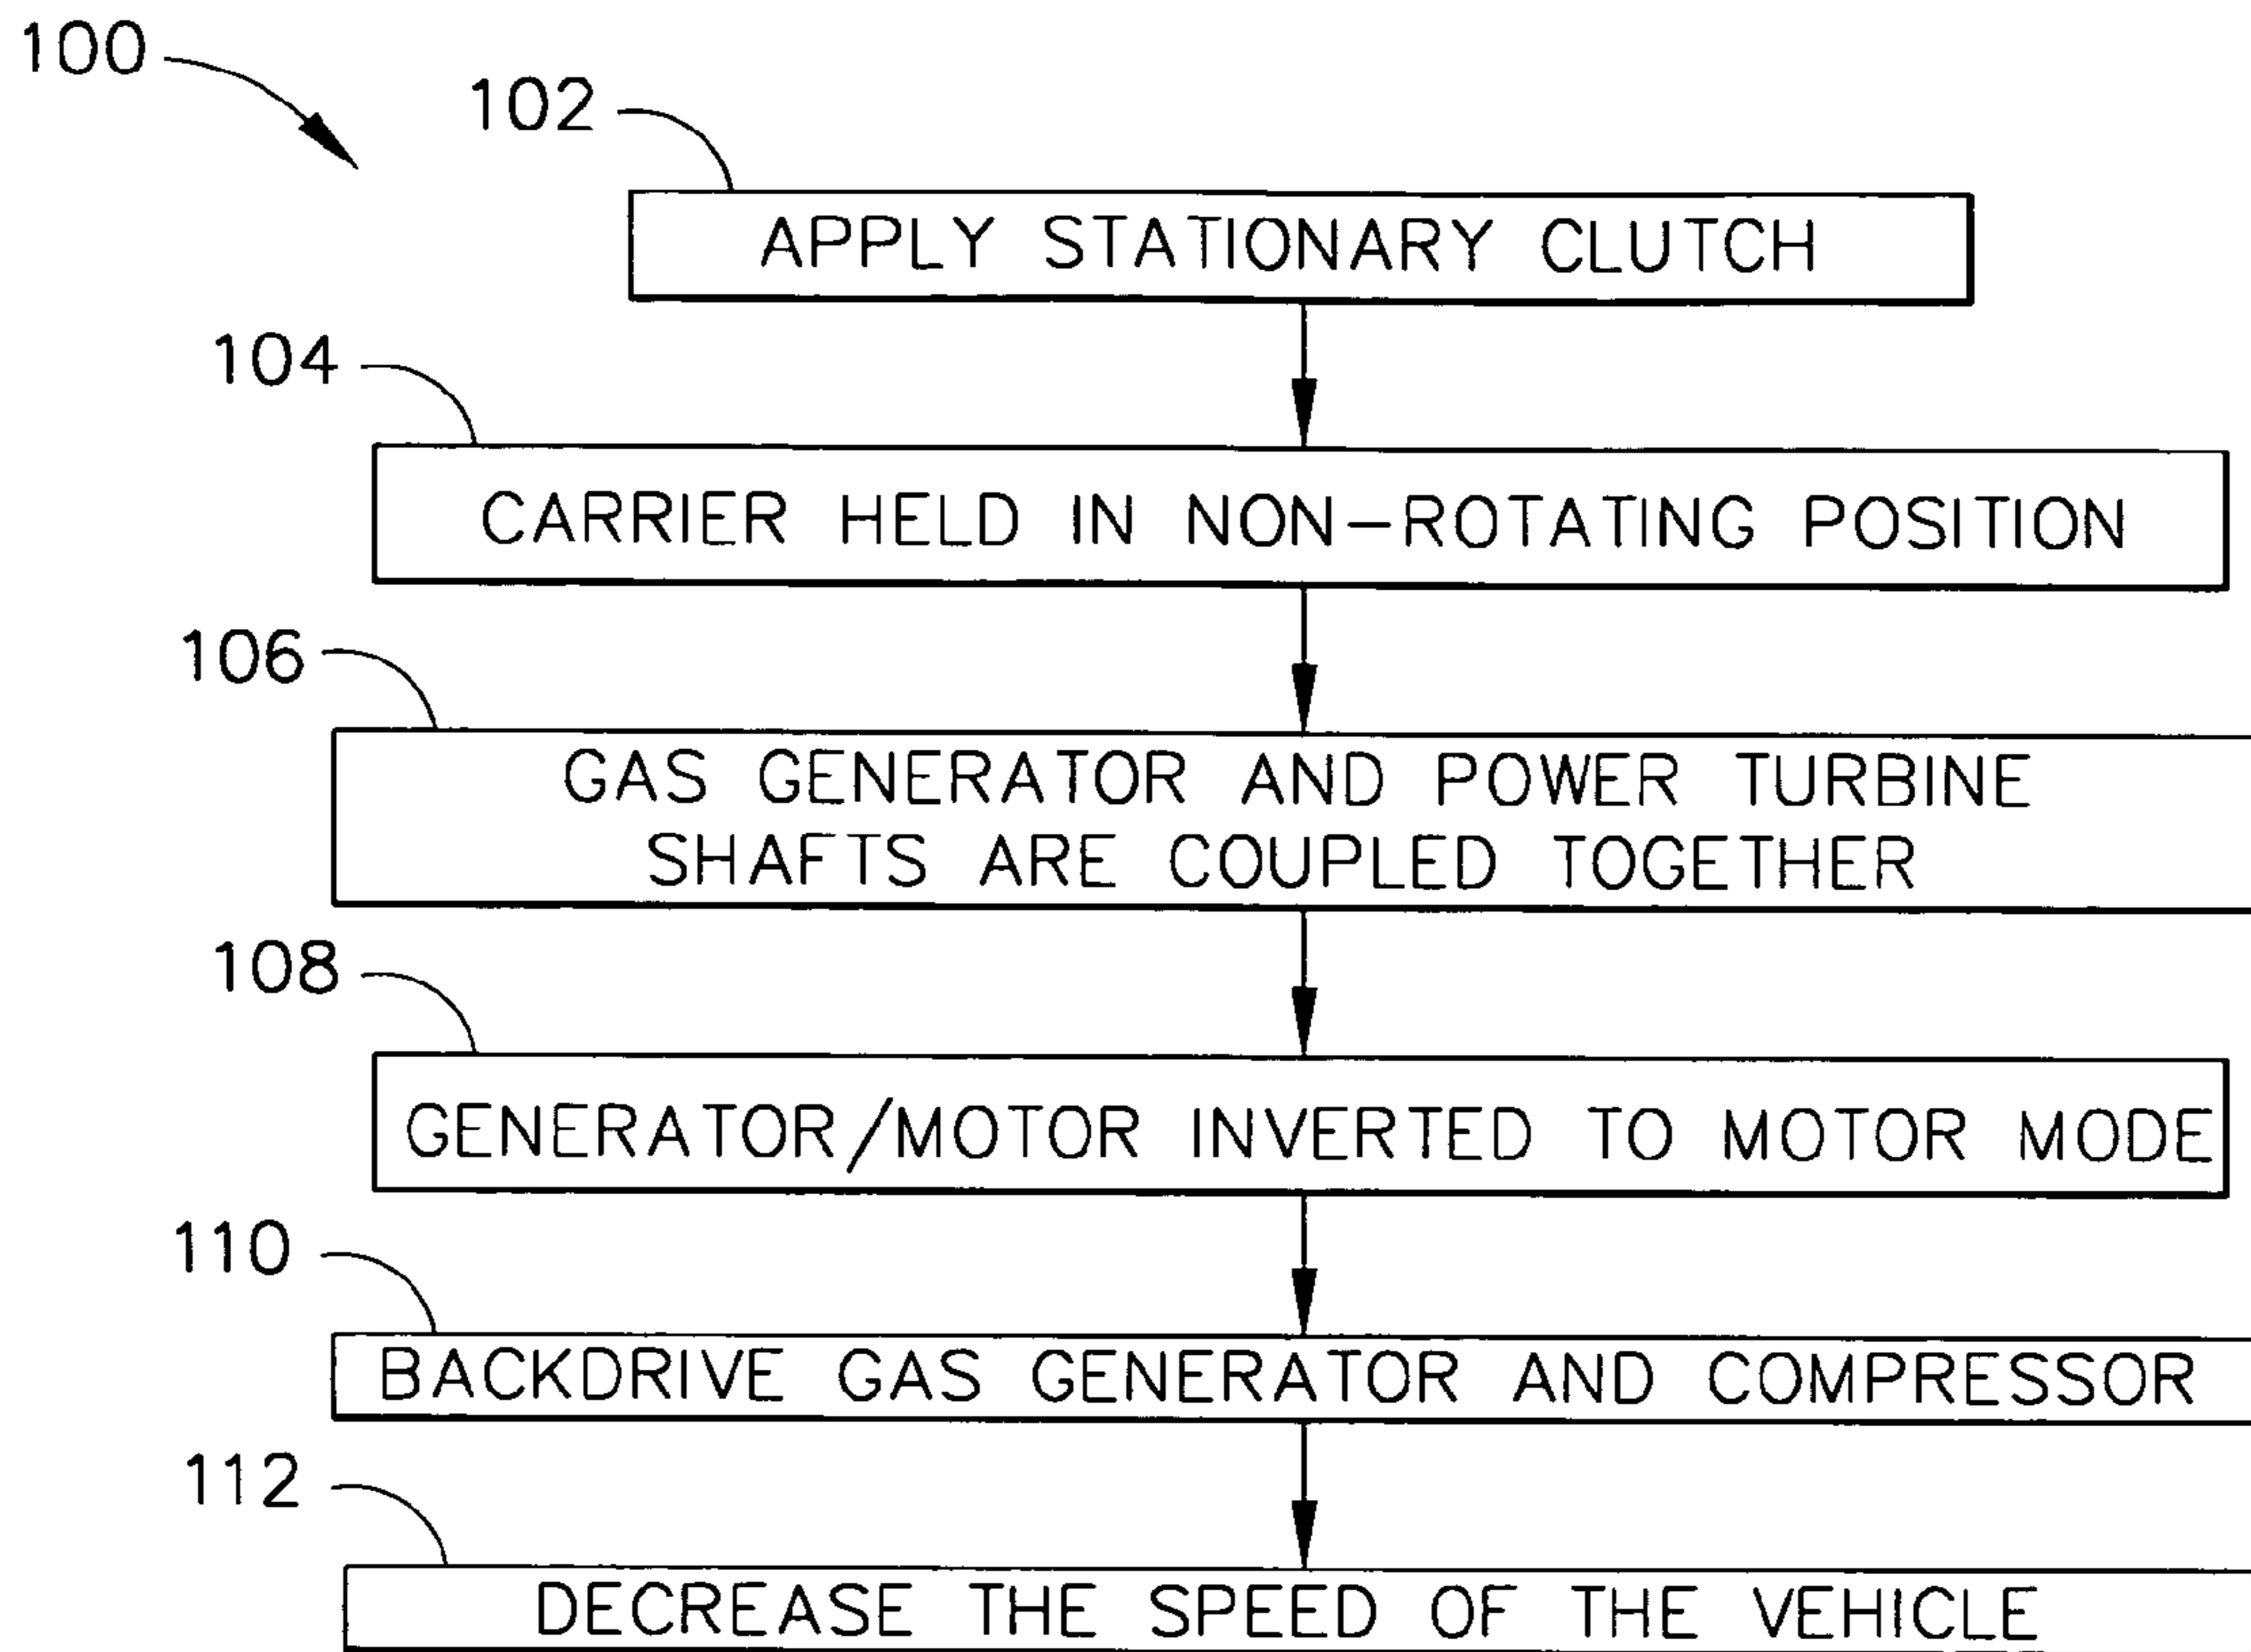 100
102
APPLY STATIONARY CLUTCH
104
CARRIER HELD IN NON-ROTATING POSITION
106
GAS GENERATOR AND POWER TURBINE
SHAFTS ARE COUPLED TOGETHER
108
GENERATOR/MOTOR INVERTED TO MOTOR MODE
110
BACKDRIVE GAS GENERATOR AND COMPRESSOR
112
DECREASE THE SPEED OF THE VEHICLE